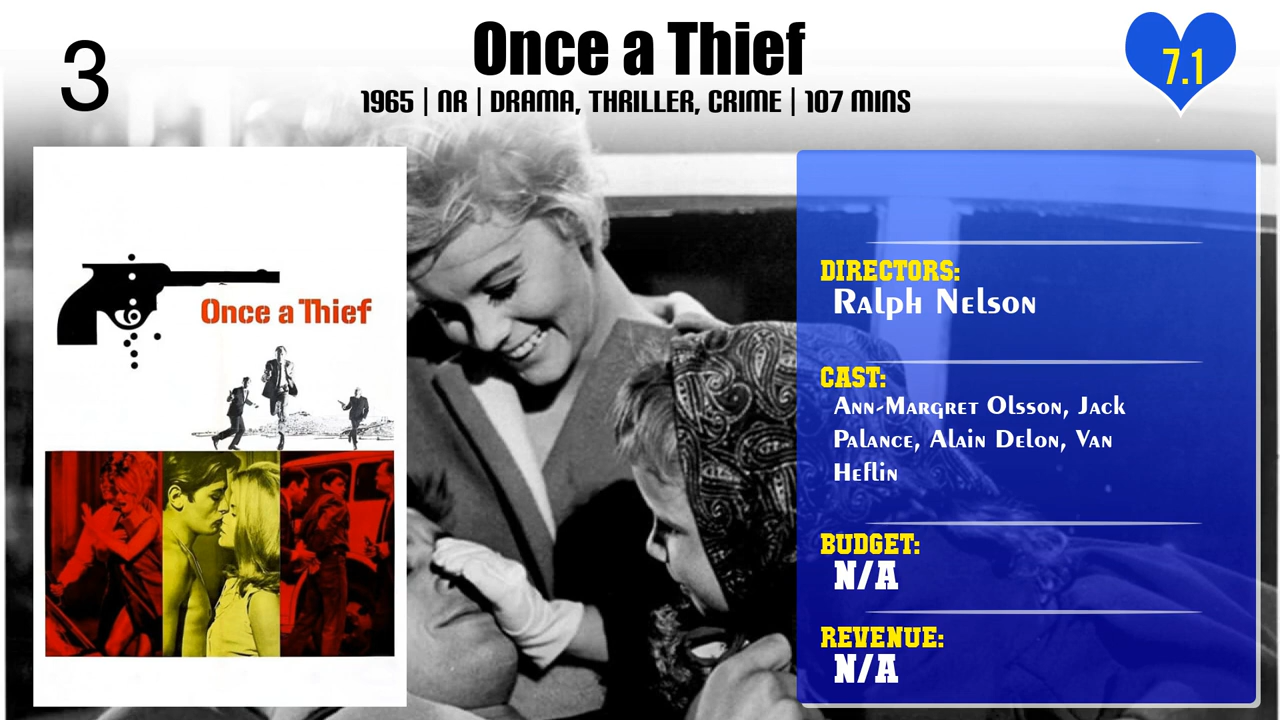 3
Once a Thief
1965 | NR | DRAMA, THRILLER, CRIME | 107 MINS
7.1
Once a Thief
DIRECTORS:
Ralph Nelson
CAST:
Ann-Margret Olsson, Jack
Palance, Alain Delon, Van
Heflin
BUDGET:
N/A
REVENUE:
N/A